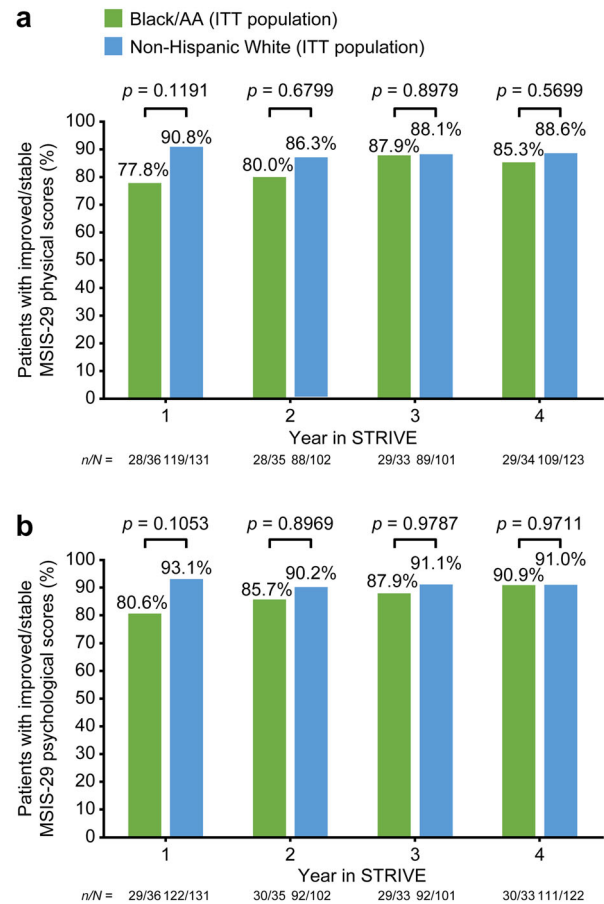 a
Black/AA (ITT population)
Non-Hispanic White (ITT population)
p = 0.1191 p = 0.6799 p = 0.8979 p = 0.5699
Patients with improved/stable
MSIS-29 physical scores (%)
100
90
80
70
60
50
40
30
20
10
0
77.8% 90.8% 80.0% 86.3% 87.9% 88.1% 85.3% 88.6%
1 2 3 4
Year in STRIVE
n/N = 28/36 119/131 28/35 88/102 29/33 89/101 29/34 109/123
b
p = 0.1053 p = 0.8969 p = 0.9787 p = 0.9711
Patients with improved/stable
MSIS-29 psychological scores (%)
100
90
80
70
60
50
40
30
20
10
0
80.6% 93.1% 85.7% 90.2% 87.9% 91.1% 90.9% 91.0%
1 2 3 4
Year in STRIVE
n/N = 29/36 122/131 30/35 92/102 29/33 92/101 30/33 111/122